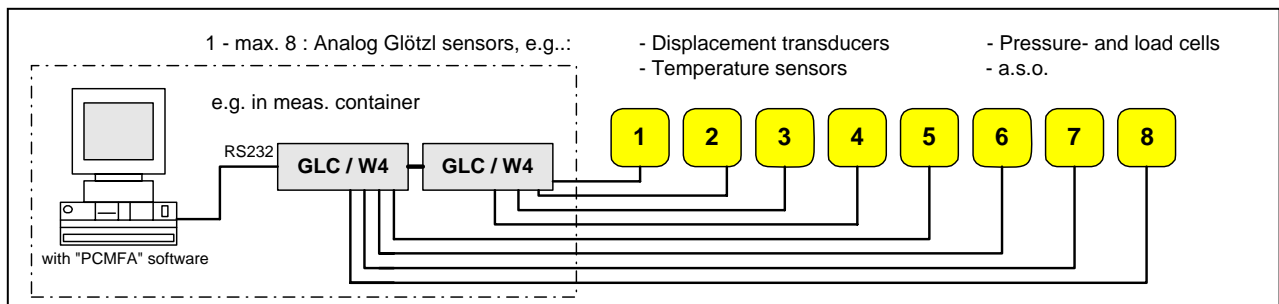 1 - max. 8 : Analog Glötzl sensors, e.g..:
- Displacement transducers
- Pressure- and load cells
- Temperature sensors
- a.s.o.
e.g. in meas. container
1 2 3 4 5 6 7 8
RS232
GLC / W4 GLC / W4
with "PCMFA" software